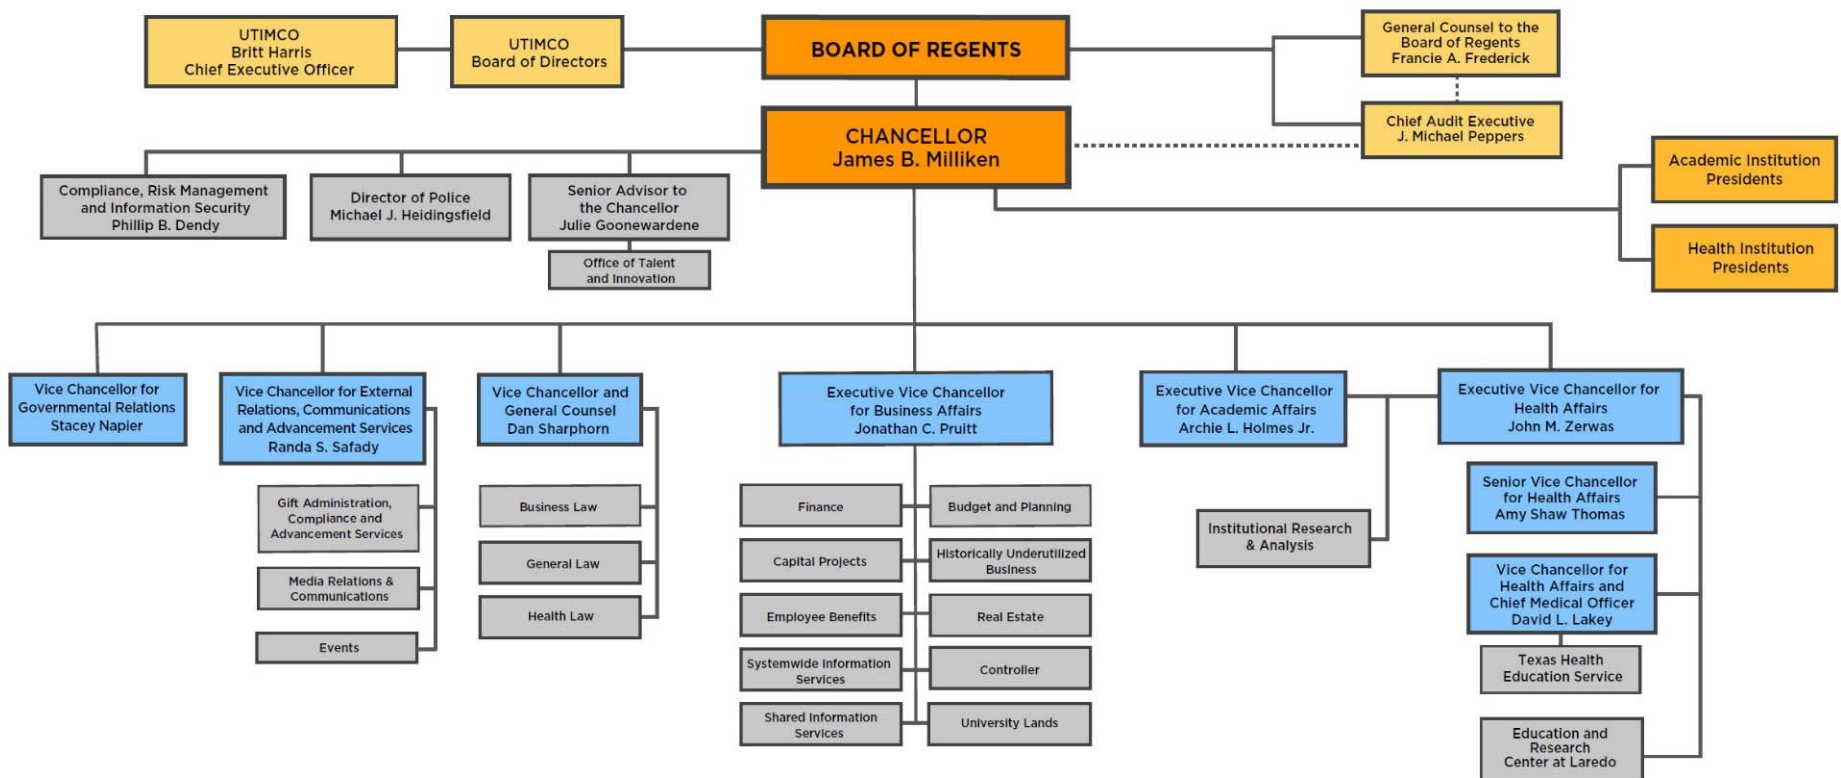 UTIMCO
Britt Harris
Chief Executive Officer
UTIMCO
Board of Directors
BOARD OF REGENTS
General Counsel to the
Board of Regents
Francie A. Frederick
Chief Audit Executive
J. Michael Peppers
CHANCELLOR
James B. Milliken
Academic Institution
Presidents
Health Institution
Presidents
Compliance, Risk Management
and Information Security
Phillip B. Dendy
Director of Police
Michael J. Heidingsfield
Senior Advisor to
the Chancellor
Julie Goonewardene
Office of Talent
and Innovation
Vice Chancellor for
Governmental Relations
Stacey Napier
Vice Chancellor for External
Relations, Communications
and Advancement Services
Randa S. Safady
Gift Administration,
Compliance and
Advancement Services
Media Relations &
Communications
Events
Vice Chancellor and
General Counsel
Dan Sharphorn
Business Law
General Law
Health Law
Executive Vice Chancellor
for Business Affairs
Jonathan C. Pruitt
Finance
Budget and Planning
Capital Projects
Historically Underutilized
Business
Employee Benefits
Real Estate
Systemwide Information
Services
Controller
Shared Information
Services
University Lands
Executive Vice Chancellor
for Academic Affairs
Archie L. Holmes Jr.
Institutional Research
& Analysis
Executive Vice Chancellor for
Health Affairs
John M. Zerwas
Senior Vice Chancellor
for Health Affairs
Amy Shaw Thomas
Vice Chancellor for
Health Affairs and
Chief Medical Officer
David L. Lakey
Texas Health
Education Service
Education and
Research
Center at Laredo